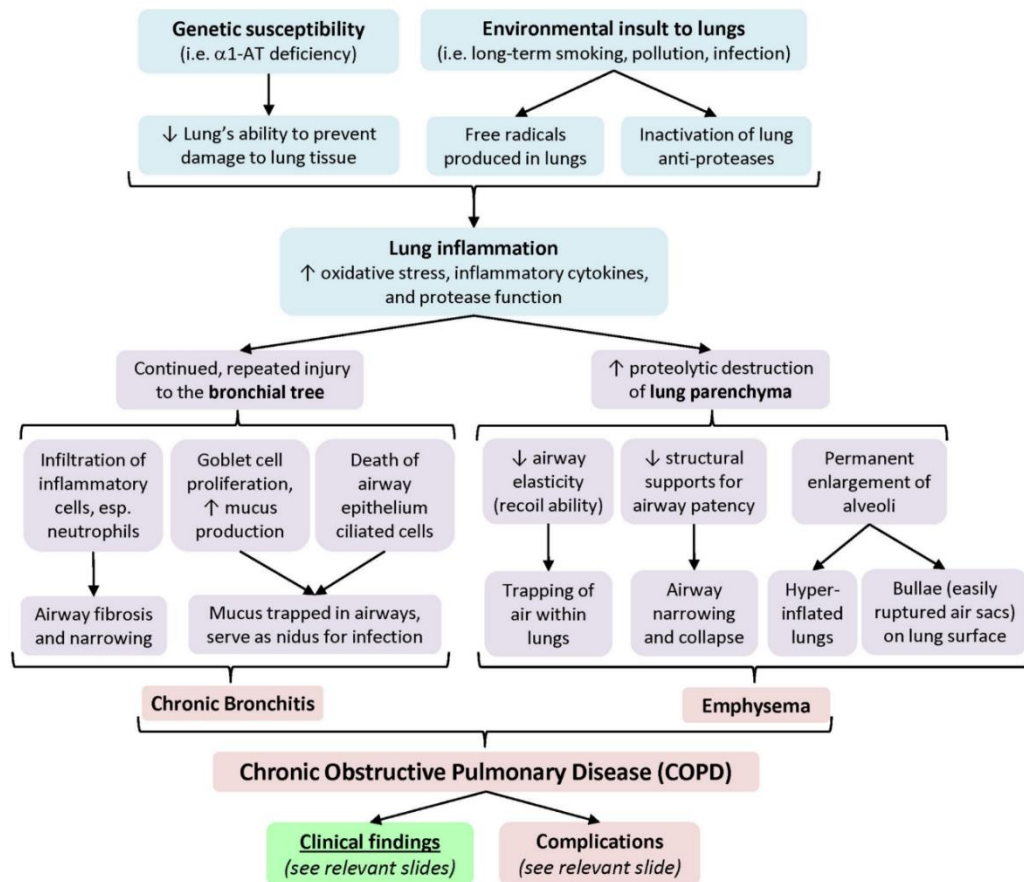 Genetic susceptibility
(i.e. α1-AT deficiency)
Environmental insult to lungs
(i.e. long-term smoking, pollution, infection)
↓ Lung's ability to prevent
damage to lung tissue
Free radicals
produced in lungs
Inactivation of lung
anti-proteases
Lung inflammation
↑ oxidative stress, inflammatory cytokines,
and protease function
Continued, repeated injury
to the bronchial tree
↑ proteolytic destruction
of lung parenchyma
Infiltration of
inflammatory
cells, esp.
neutrophils
Goblet cell
proliferation,
↑ mucus
production
Death of
airway
epithelium
ciliated cells
↓ airway
elasticity
(recoil ability)
↓ structural
supports for
airway patency
Permanent
enlargement of
alveoli
Airway fibrosis
and narrowing
Mucus trapped in airways,
serve as nidus for infection
Trapping of
air within
lungs
Airway
narrowing
and collapse
Hyper-
inflated
lungs
Bullae (easily
ruptured air sacs)
on lung surface
Chronic Bronchitis
Emphysema
Chronic Obstructive Pulmonary Disease (COPD)
Clinical findings
(see relevant slides)
Complications
(see relevant slide)